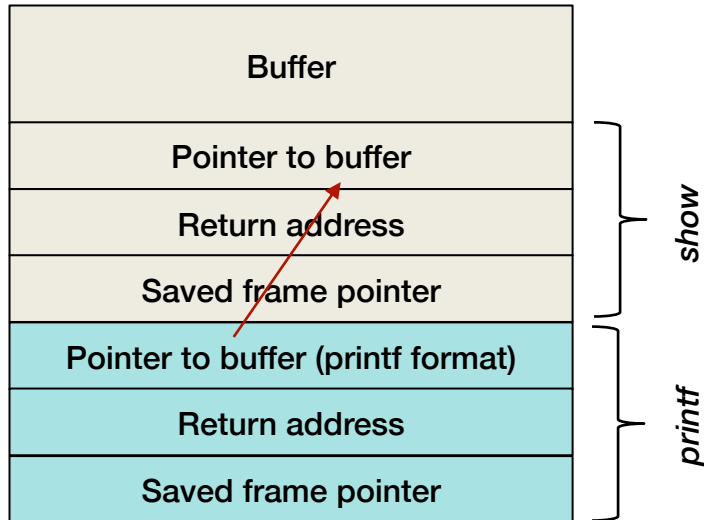 Buffer
Pointer to buffer
Return address
Saved frame pointer
show
Pointer to buffer (printf format)
Return address
Saved frame pointer
printf